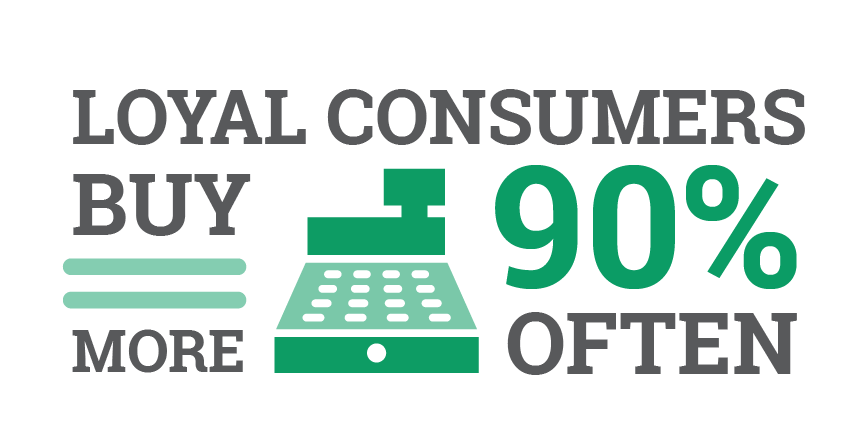 LOYAL CONSUMERS
BUY 90%
MORE OFTEN